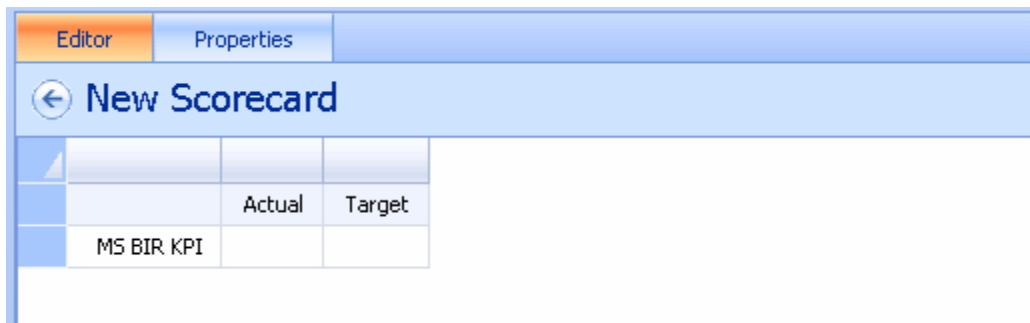 Editor Properties
New Scorecard
Actual Target
MS BIR KPI